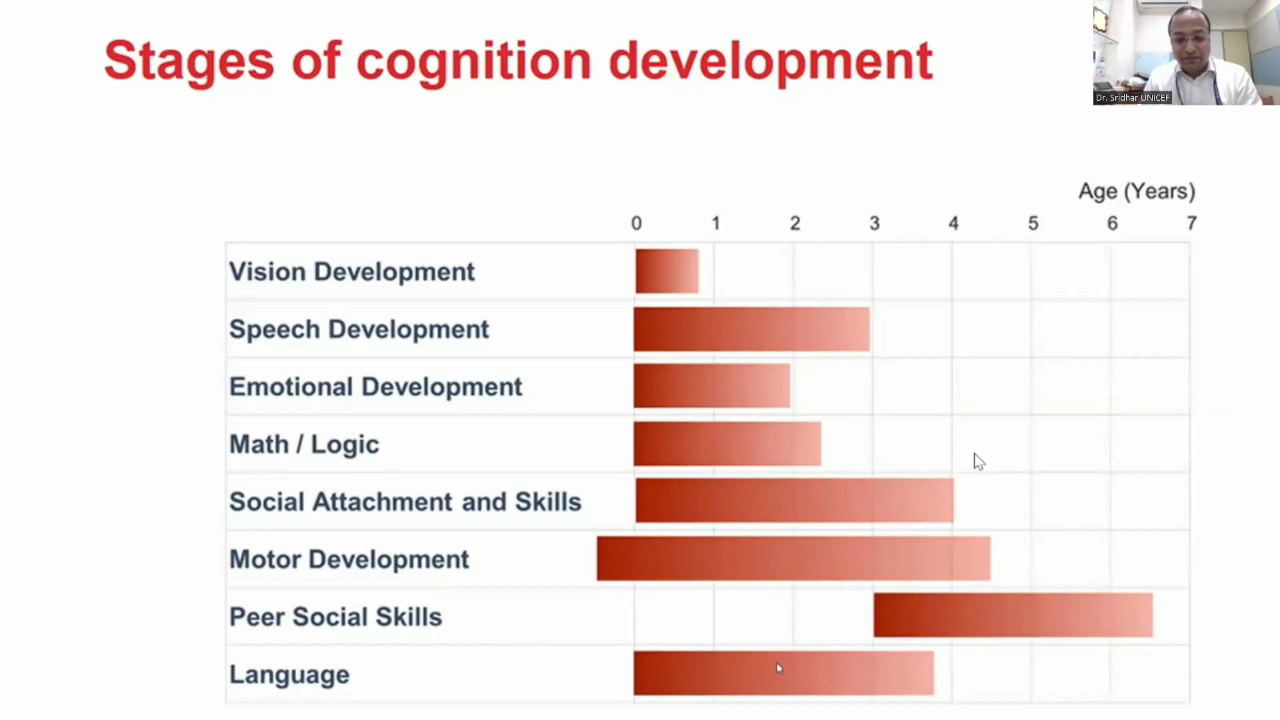 Stages of cognition development
Dr. Sridhar UNICEF
Age (Years)
0 1 2 3 4 5 6 7
Vision Development
Speech Development
Emotional Development
Math / Logic
Social Attachment and Skills
Motor Development
Peer Social Skills
Language